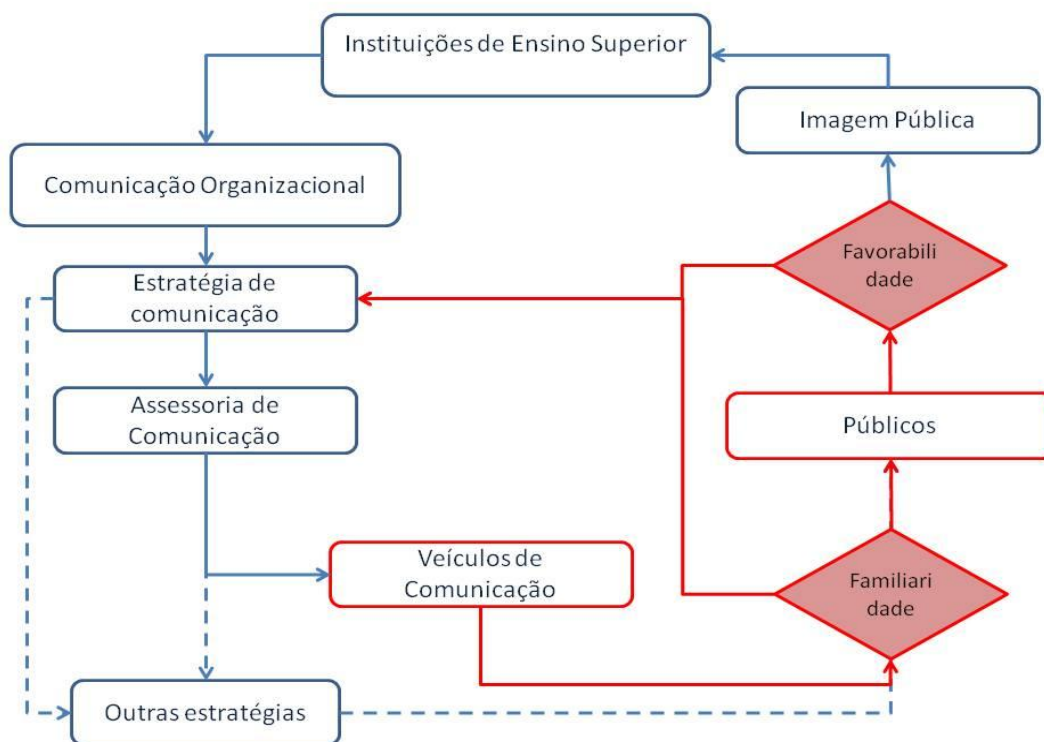 Instituições de Ensino Superior
Imagem Pública
Comunicação Organizacional
Favorabili
dade
Estratégia de
comunicação
Assessoria de
Comunicação
Públicos
Veículos de
Comunicação
Familiari
dade
Outras estratégias